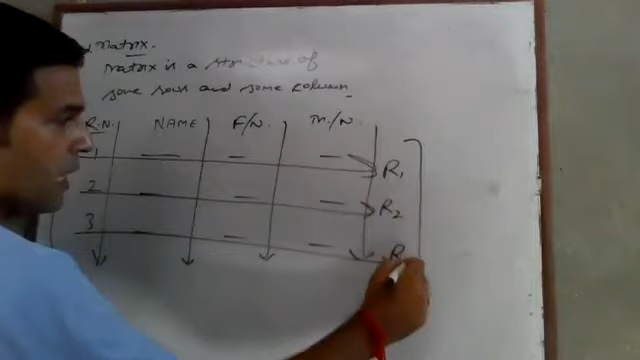 Matrix.
Matrix is a structure of
some rows and some column.
R.N. NAME F/N. M./N.
1 R1
2 R2
3 R